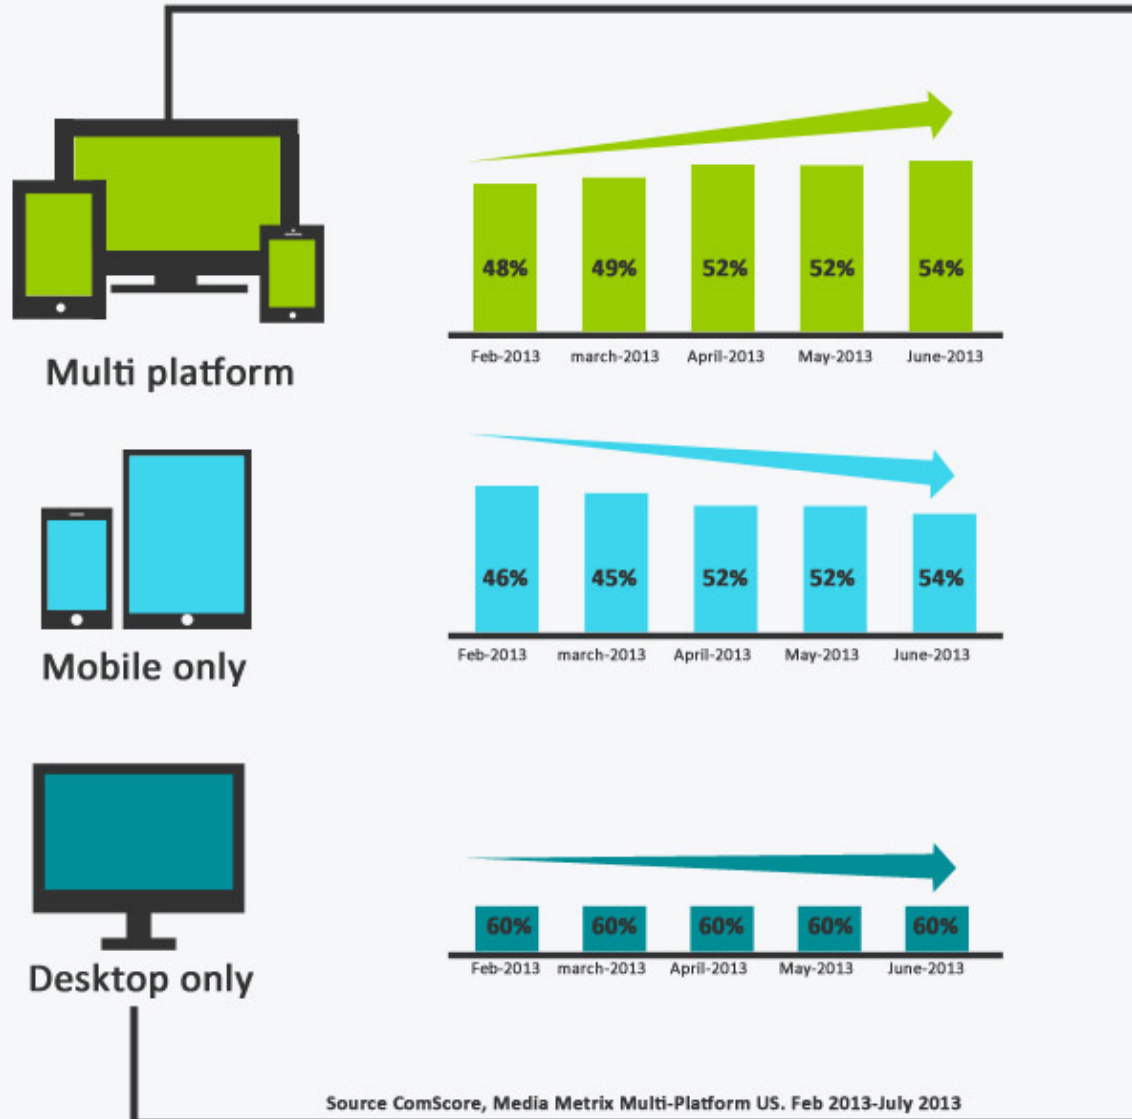 48% 49% 52% 52% 54%
Feb-2013 march-2013 April-2013 May-2013 June-2013
Multi platform
46% 45% 52% 52% 54%
Feb-2013 march-2013 April-2013 May-2013 June-2013
Mobile only
60% 60% 60% 60% 60%
Feb-2013 march-2013 April-2013 May-2013 June-2013
Desktop only
Source ComScore, Media Metrix Multi-Platform US. Feb 2013-July 2013